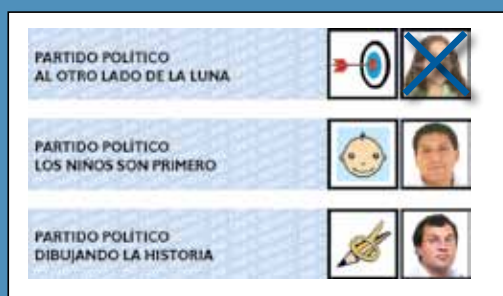 PARTIDO POLÍTICO
AL OTRO LADO DE LA LUNA
PARTIDO POLÍTICO
LOS NIÑOS SON PRIMERO
PARTIDO POLÍTICO
DIBUJANDO LA HISTORIA